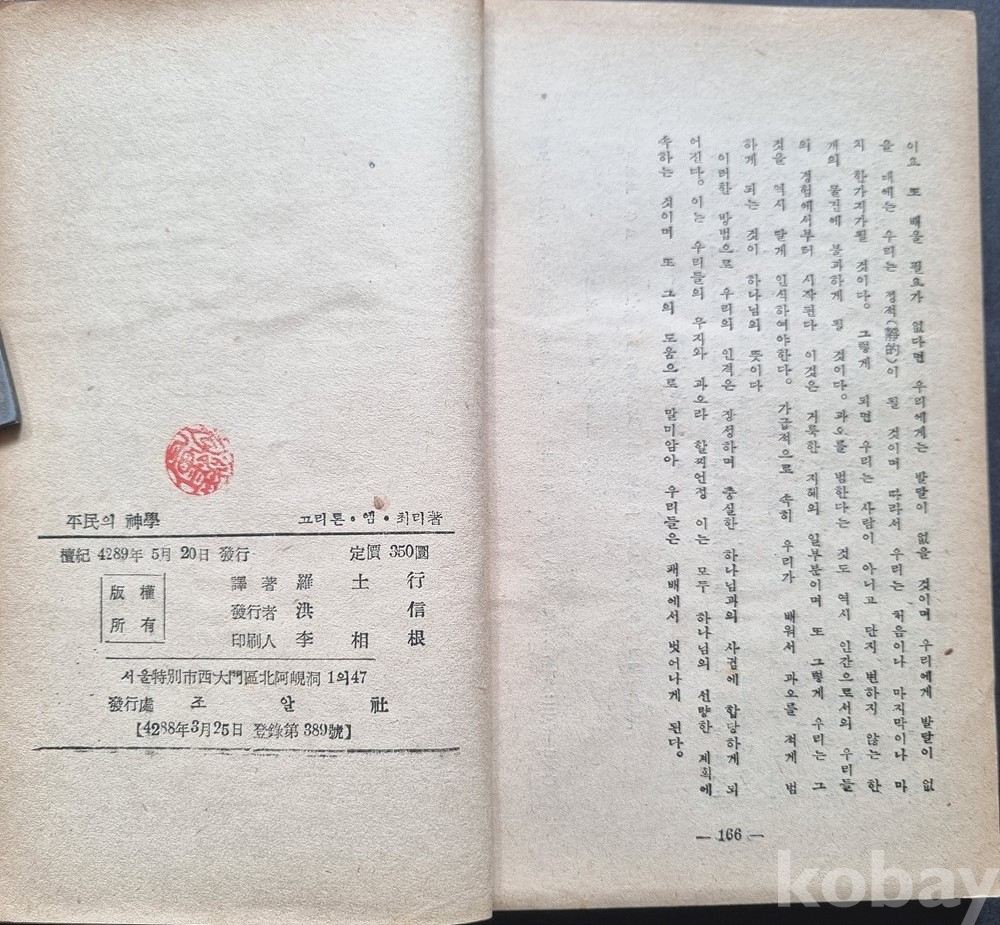 이요 또 배울 필요가 없다면 우리에게는 발달이 없을 것이며 우리에게 발달이 없
을 때에는 우리는 정적(靜的)이 될 것이며 따라서 우리는 처음이나 마지막이나 마
치 한가지가될 것이다。그렇게 되면 우리는 사람이 아니고 단지 변하지 않는 한
개의 물건에 불과하게 될 것이다。과오를 범한다는 것도 역시 인간으로서의 우리들
의 경험에서부터 시작된다 이것은 거룩한 지혜의 일부분이며 또 그렇게 우리는 그
것을 역시 알게 인식하여야한다。가급적으로 속히 우리가 배워서 과오를 적게 범
하게 되는 것이 하나님의 뜻이다
이러한 방법으로 우리의 인격은 장성하며 충실한 하나님과의 사겸에 합당하게 되
어진다。이는 우리들의 우지와 과오라 할찌언정 이는 모두 하나님의 선량한 계획에
속하는 것이며 또 그의 도움으로 말미암아 우리들은 패배에서 벗어나게 된다。
— 166 —
平民의 神學 끄리톤·엠·최리著
檀紀 4289年 5月 20日 發行 定價 350圜
版權所有
譯著 羅士行
發行者 洪信
印刷人 李相根
서울特別市西大門區北阿峴洞 1의47
發行處 조알社
【4288年3月25日 登錄第389號】
kobay